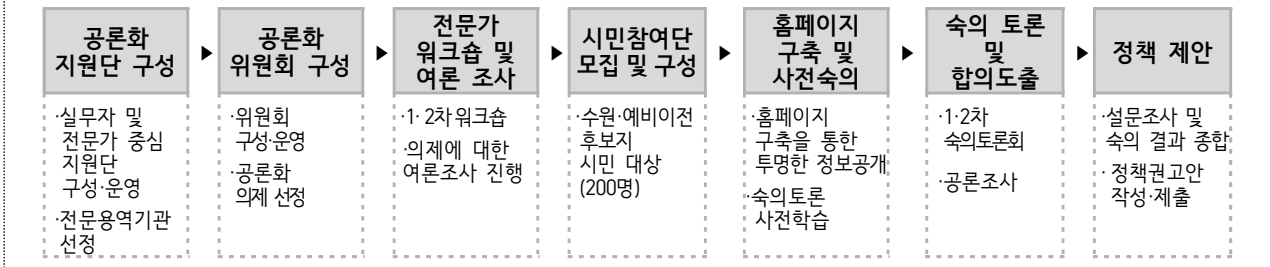 공론화
지원단 구성
▶
공론화
위원회 구성
▶
전문가
워크숍 및
여론 조사
▶
시민참여단
모집 및 구성
▶
홈페이지
구축 및
사전숙의
▶
숙의 토론
및
합의도출
▶
정책 제안
·실무자 및
전문가 중심
지원단
구성·운영
·전문용역기관
선정
·위원회
구성·운영
·공론화
의제 선정
·1·2차 워크숍
·의제에 대한
여론조사 진행
·수원·예비이전
후보지
시민 대상
(200명)
·홈페이지
구축을 통한
투명한 정보공개
·숙의토론
사전학습
·1·2차
숙의토론회
·공론조사
·설문조사 및
숙의 결과 종합
·정책권고안
작성·제출